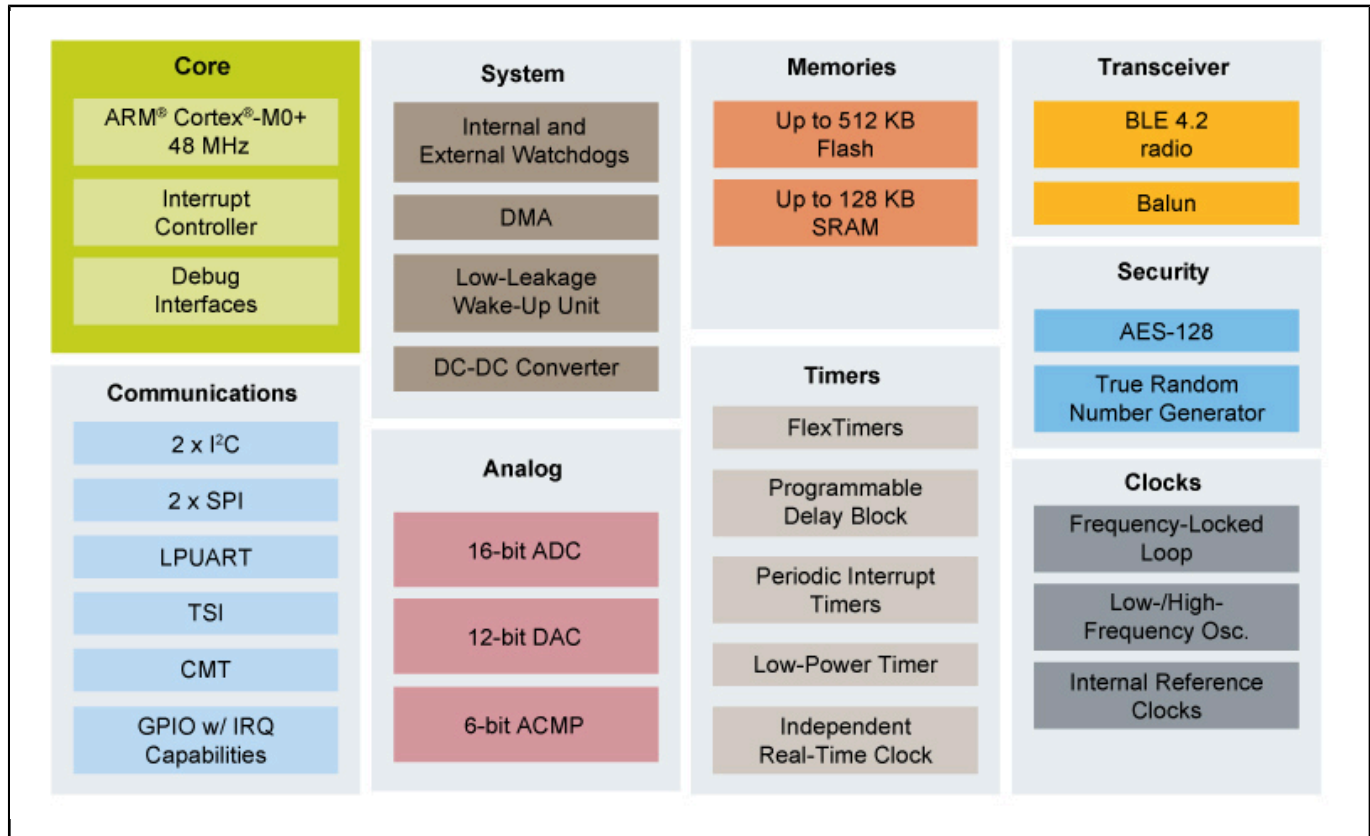 Core
ARM® Cortex®-M0+
48 MHz
Interrupt
Controller
Debug
Interfaces
Communications
2 x I²C
2 x SPI
LPUART
TSI
CMT
GPIO w/ IRQ
Capabilities
System
Internal and
External Watchdogs
DMA
Low-Leakage
Wake-Up Unit
DC-DC Converter
Analog
16-bit ADC
12-bit DAC
6-bit ACMP
Memories
Up to 512 KB
Flash
Up to 128 KB
SRAM
Timers
FlexTimers
Programmable
Delay Block
Periodic Interrupt
Timers
Low-Power Timer
Independent
Real-Time Clock
Transceiver
BLE 4.2
radio
Balun
Security
AES-128
True Random
Number Generator
Clocks
Frequency-Locked
Loop
Low-/High-
Frequency Osc.
Internal Reference
Clocks